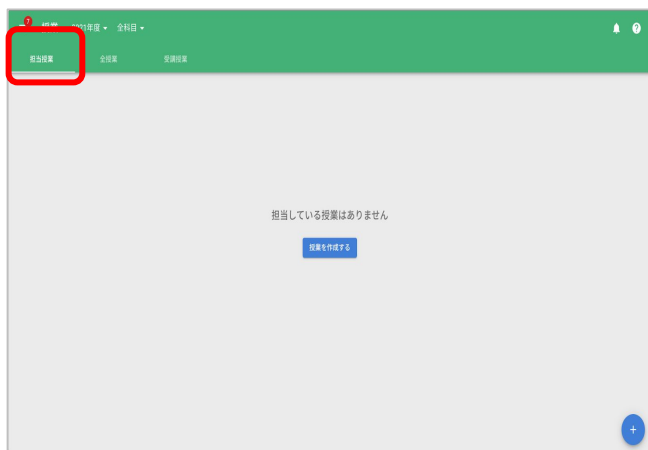 7
授業 2021年度 全科目
担当授業 全授業 受講授業
担当している授業はありません
授業を作成する